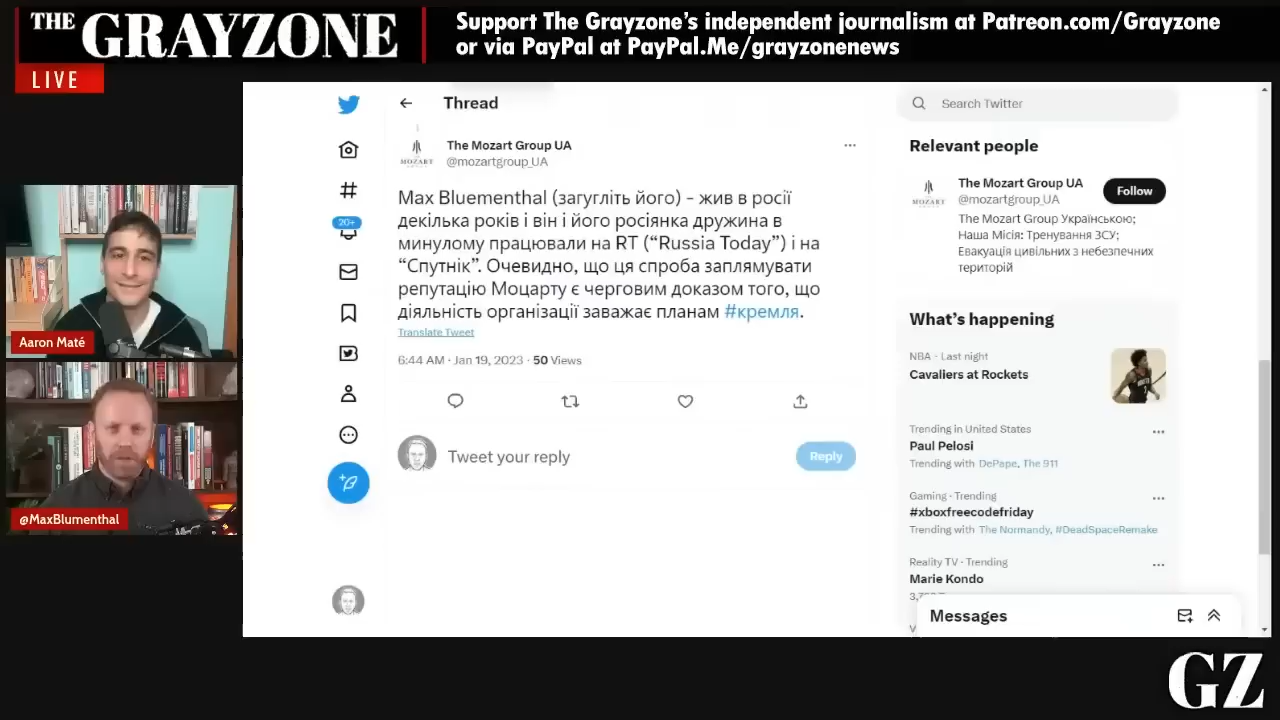 THE GRAYZONE
LIVE
Support The Grayzone's independent journalism at Patreon.com/Grayzone
or via PayPal at PayPal.Me/grayzonenews
Aaron Maté
@MaxBlumenthal
20+
Thread
MOZART
The Mozart Group UA
@mozartgroup_UA
Max Bluementhal (загугліть його) – жив в росії
декілька років і він і його росіянка дружина в
минулому працювали на RT (“Russia Today”) і на
“Спутнік”. Очевидно, що ця спроба заплямувати
репутацію Моцарту є черговим доказом того, що
діяльність організації заважає планам #кремля.
Translate Tweet
6:44 AM · Jan 19, 2023 · 50 Views
Tweet your reply
Reply
Search Twitter
Relevant people
MOZART
The Mozart Group UA
@mozartgroup_UA
Follow
The Mozart Group Українською;
Наша Місія: Тренування ЗСУ;
Евакуація цивільних з небезпечних
територій
What's happening
NBA · Last night
Cavaliers at Rockets
Trending in United States
Paul Pelosi
Trending with DePape, The 911
Gaming · Trending
#xboxfreecodefriday
Trending with The Normandy, #DeadSpaceRemake
Reality TV · Trending
Marie Kondo
Messages
GZ